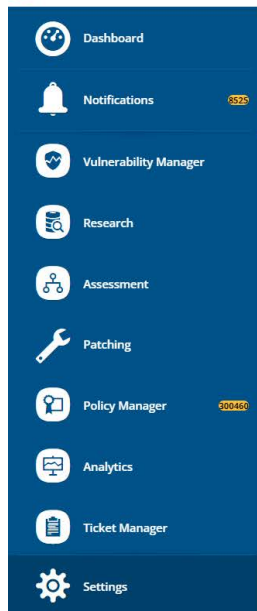 Dashboard
Notifications 8525
Vulnerability Manager
Research
Assessment
Patching
Policy Manager 300460
Analytics
Ticket Manager
Settings